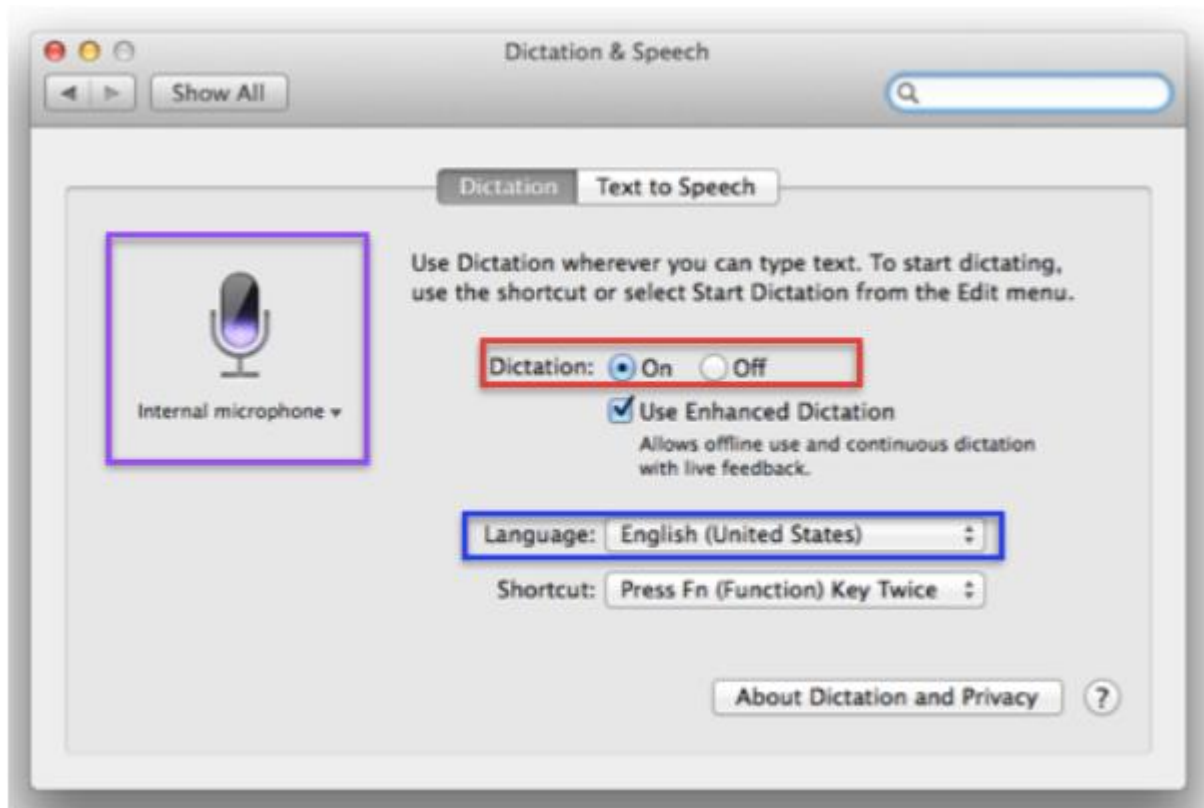 Dictation & Speech
Show All
Dictation
Text to Speech
Use Dictation wherever you can type text. To start dictating,
use the shortcut or select Start Dictation from the Edit menu.
Internal microphone
Dictation: On Off
Use Enhanced Dictation
Allows offline use and continuous dictation
with live feedback.
Language: English (United States)
Shortcut: Press Fn (Function) Key Twice
About Dictation and Privacy ?